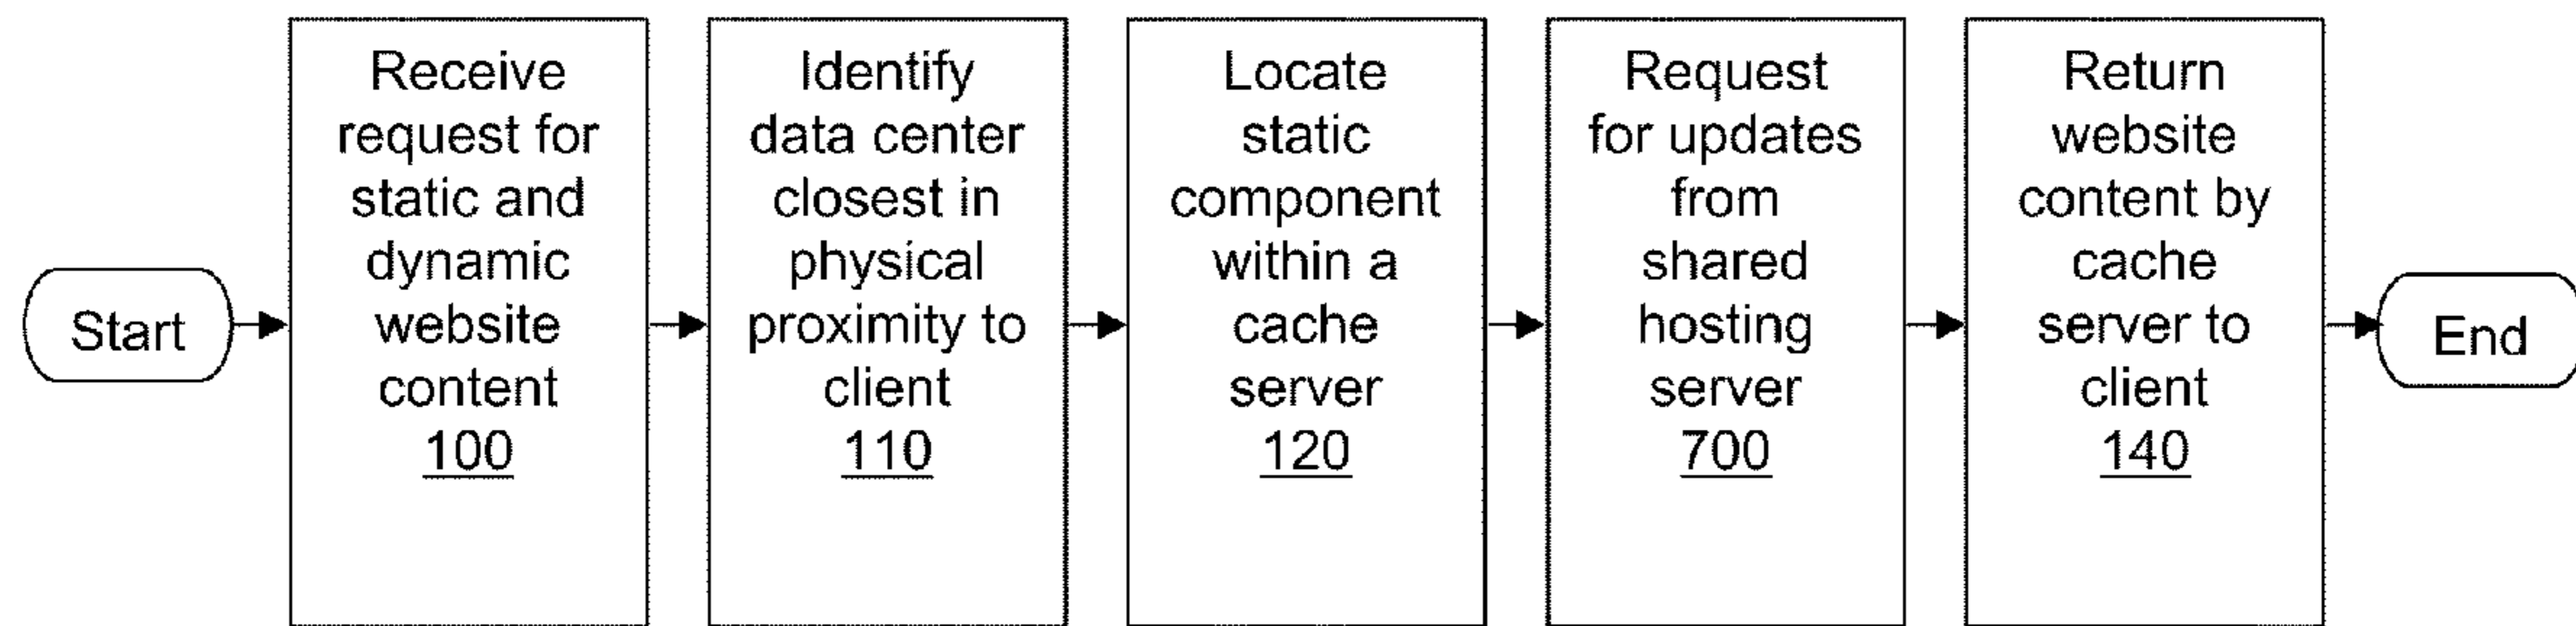 Start
Receive
request for
static and
dynamic
website
content
100
Identify
data center
closest in
physical
proximity to
client
110
Locate
static
component
within a
cache
server
120
Request
for updates
from
shared
hosting
server
700
Return
website
content by
cache
server to
client
140
End